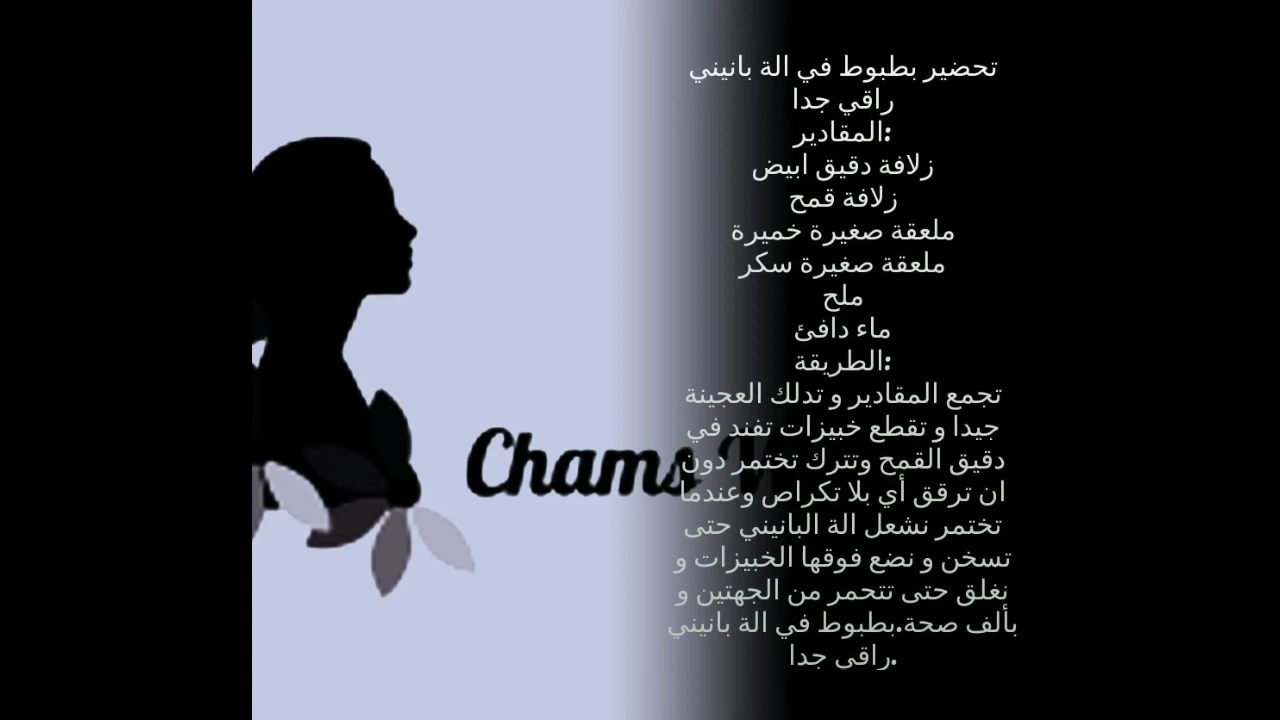 تحضير بطبوط في الة بانيني
راقي جدا
المقادير:
زلافة دقيق ابيض
زلافة قمح
ملعقة صغيرة خميرة
ملعقة صغيرة سكر
ملح
ماء دافئ
الطريقة:
تجمع المقادير و تدلك العجينة
جيدا و تقطع خبيزات تفند في
دقيق القمح وتترك تختمر دون
ان ترقق أي بلا تكراص وعندما
تختمر نشعل الة البانيني حتى
تسخن و نضع فوقها الخبيزات و
نغلق حتى تتحمر من الجهتين و
بألف صحة.بطبوط في الة بانيني
راقي جدا.
Chams